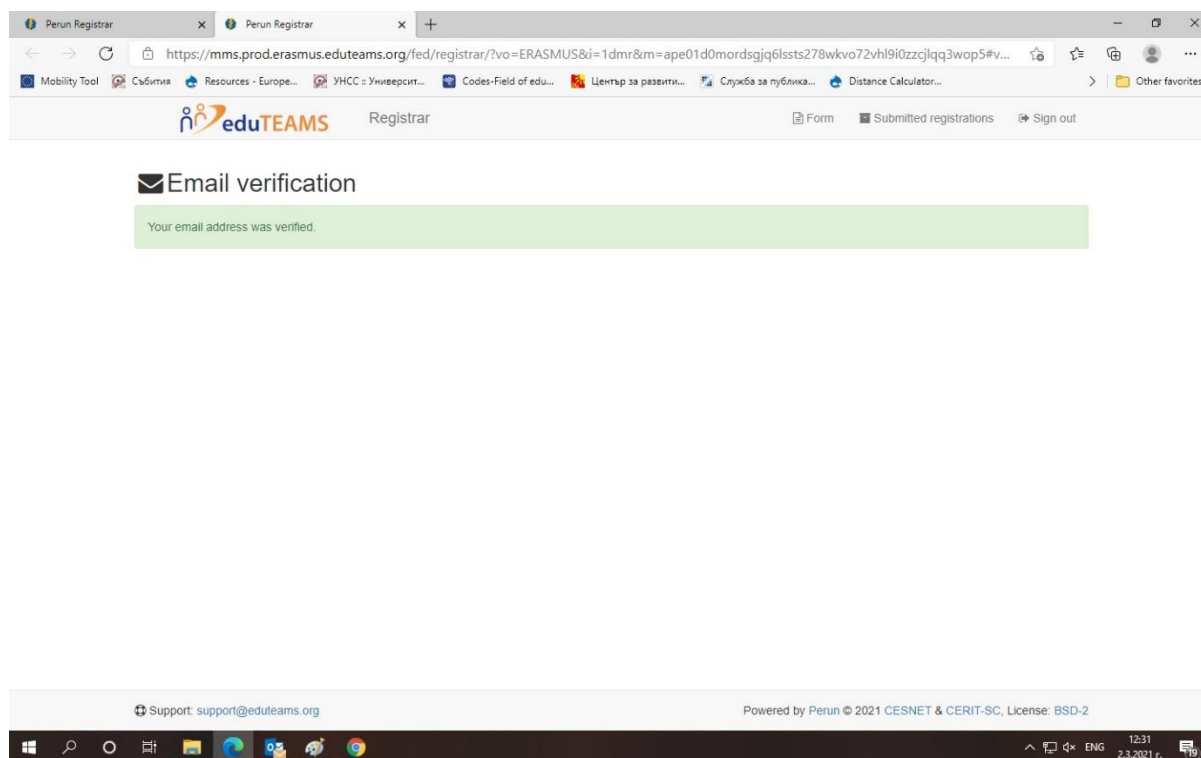 Perun Registrar
Perun Registrar
https://mms.prod.erasmus.eduteams.org/fed/registrar/?vo=ERASMUS&i=1dmr&m=ape01d0mordsgjq6lssts278wkvo72vhl9i0zzcjlqq3wop5#v...
Mobility Tool Събития Resources - Europe... УНСС :: Университ... Codes-Field of edu... Център за развити... Служба за публика... Distance Calculator... Other favorites
eduTEAMS Registrar Form Submitted registrations Sign out
Email verification
Your email address was verified.
Support: support@eduteams.org Powered by Perun © 2021 CESNET & CERIT-SC, License: BSD-2
ENG 12:31
2.3.2021 г.
19